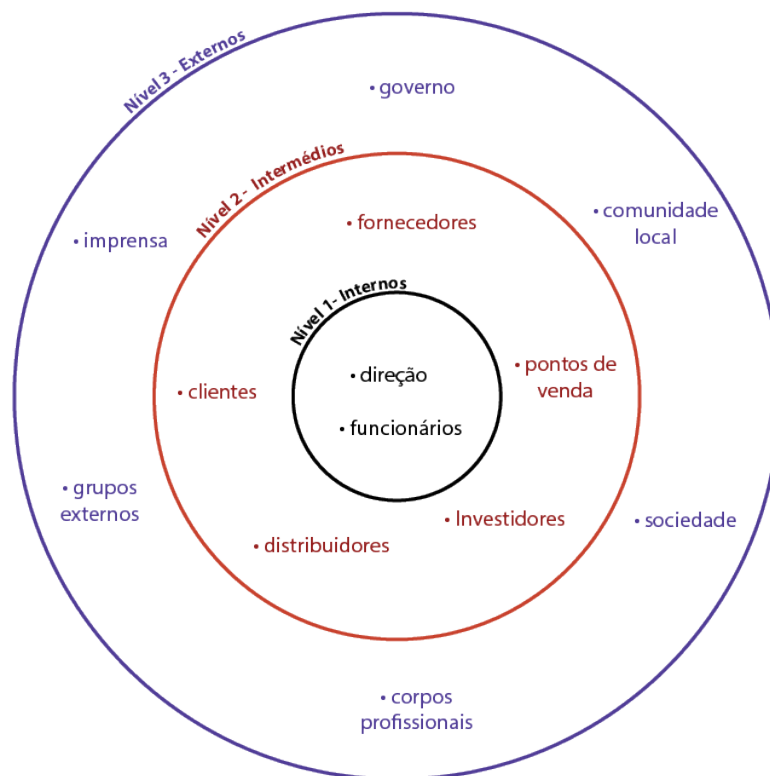 Nível 3 - Externos
• governo
• comunidade
local
• imprensa
• grupos
externos
• sociedade
• corpos
profissionais
Nível 2 - Intermédios
• fornecedores
• pontos de
venda
• clientes
• Investidores
• distribuidores
Nível 1- Internos
• direção
• funcionários